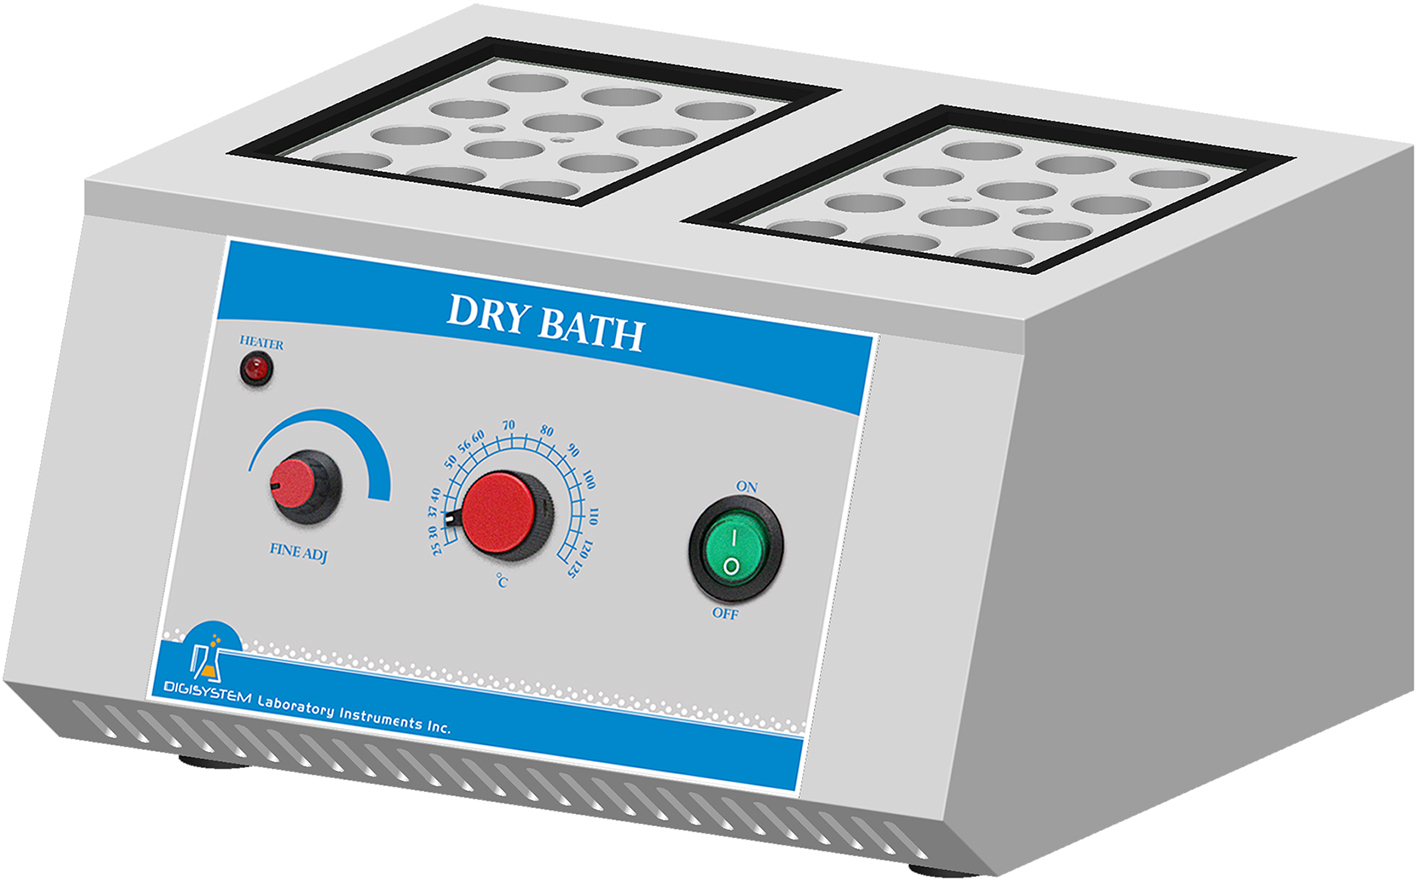 DRY BATH
HEATER
FINE ADJ
25 30 37 40 50 56 60 70 80 90 100 110 120 125
°C
ON
I
O
OFF
DIGISYSTEM Laboratory Instruments Inc.